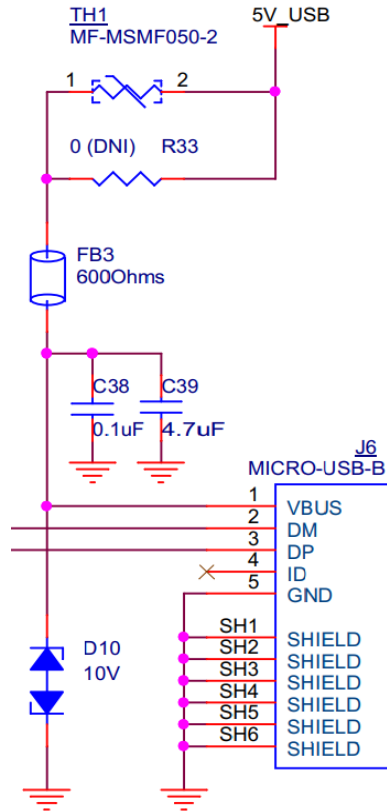 TH1
5V_USB
MF-MSMF050-2
1
2
0 (DNI)
R33
FB3
600Ohms
C38
C39
0.1uF
4.7uF
J6
MICRO-USB-B
1
VBUS
2
DM
3
DP
4
ID
5
GND
SH1
SHIELD
SH2
SHIELD
SH3
SHIELD
SH4
SHIELD
SH5
SHIELD
SH6
SHIELD
D10
10V